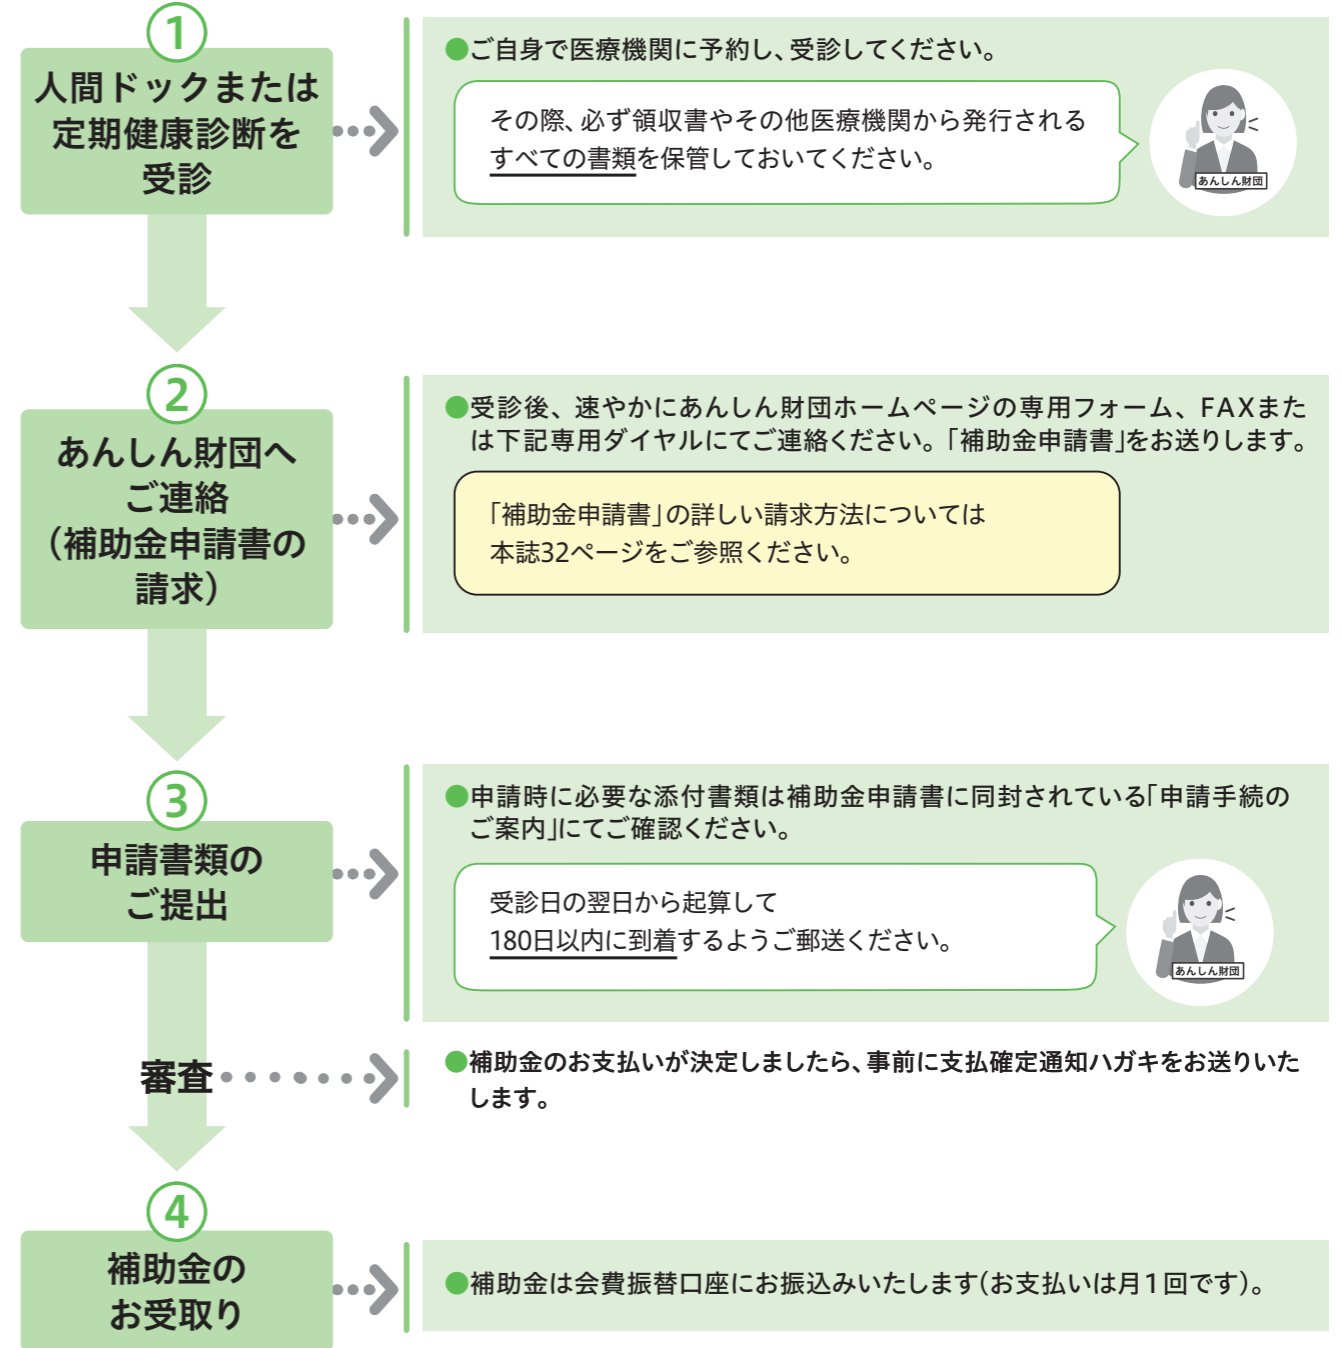 ①
人間ドックまたは
定期健康診断を
受診
●ご自身で医療機関に予約し、受診してください。
その際、必ず領収書やその他医療機関から発行される
すべての書類を保管しておいてください。
あんしん財団
②
あんしん財団へ
ご連絡
（補助金申請書の
請求）
●受診後、速やかにあんしん財団ホームページの専用フォーム、FAXまた
は下記専用ダイヤルにてご連絡ください。「補助金申請書」をお送りします。
「補助金申請書」の詳しい請求方法については
本誌32ページをご参照ください。
③
申請書類の
ご提出
●申請時に必要な添付書類は補助金申請書に同封されている「申請手続の
ご案内」にてご確認ください。
受診日の翌日から起算して
180日以内に到着するようご郵送ください。
あんしん財団
審査
●補助金のお支払いが決定しましたら、事前に支払確定通知ハガキをお送りいた
します。
④
補助金の
お受取り
●補助金は会費振替口座にお振込みいたします(お支払いは月1回です)。